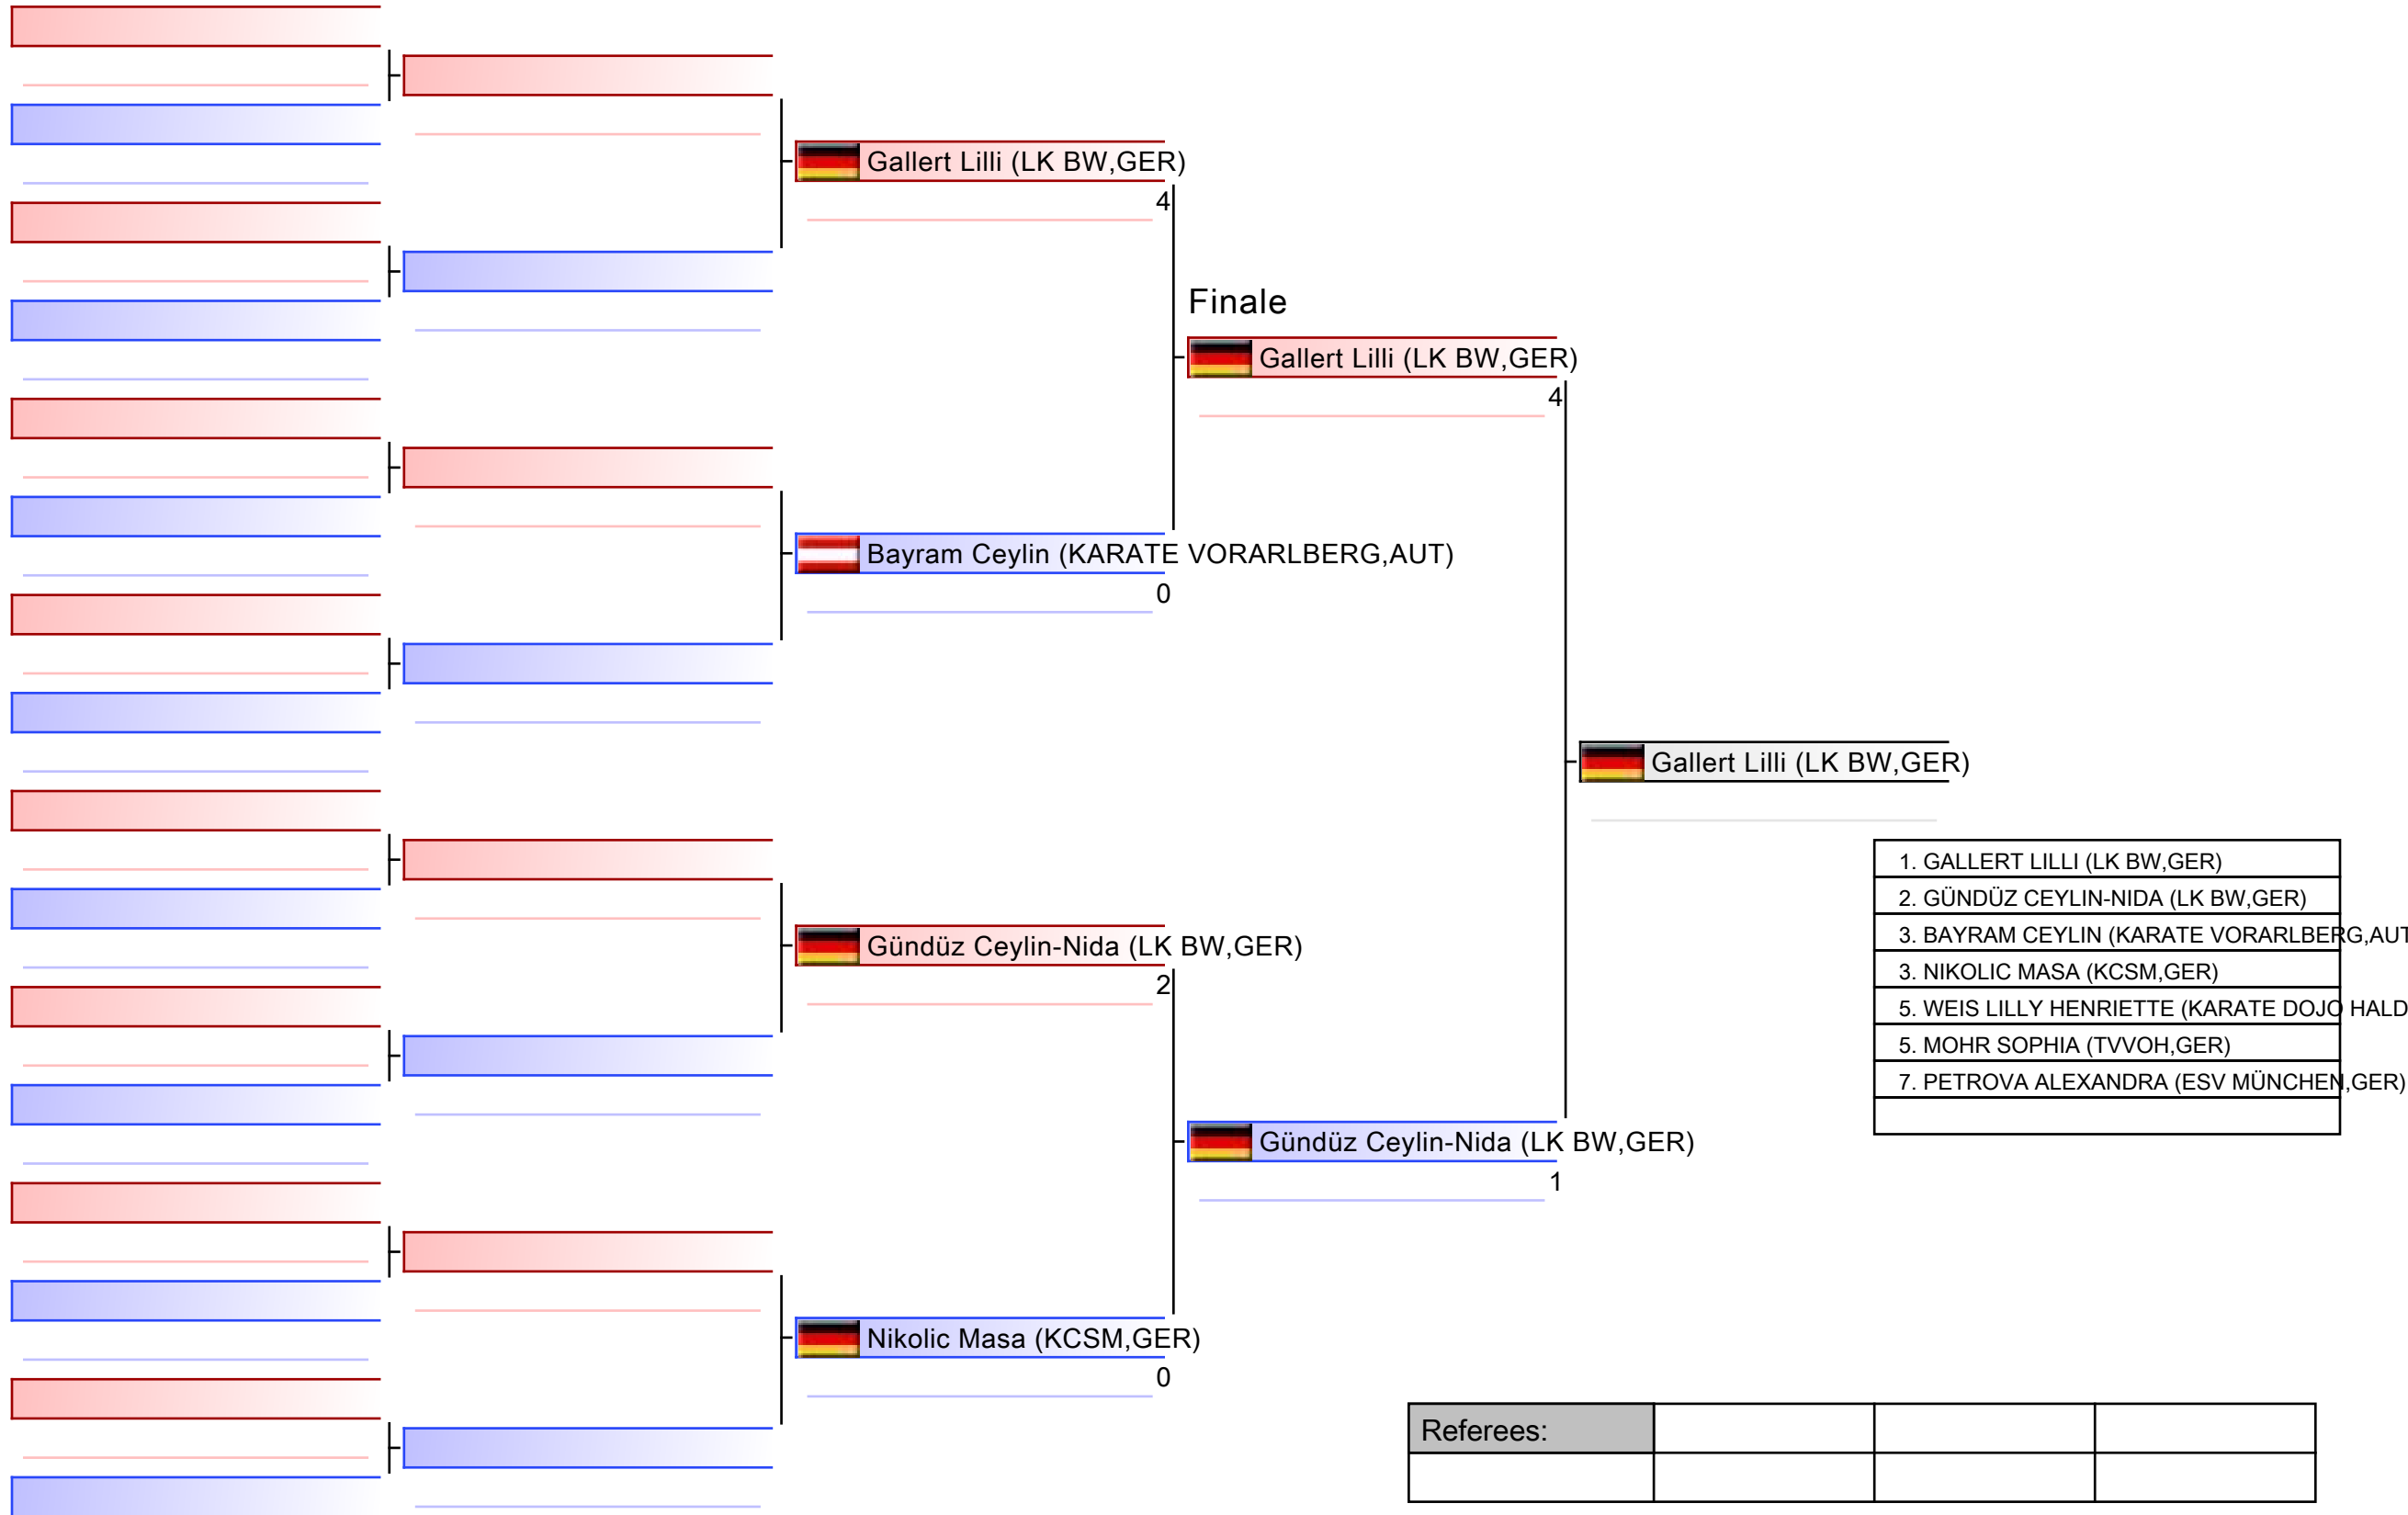 Gallert Lilli (LK BW,GER)
4
Finale
Gallert Lilli (LK BW,GER)
4
Bayram Ceylin (KARATE VORARLBERG,AUT)
0
Gallert Lilli (LK BW,GER)
1. GALLERT LILLI (LK BW,GER)
2. GÜNDÜZ CEYLIN-NIDA (LK BW,GER)
3. BAYRAM CEYLIN (KARATE VORARLBERG,AUT
3. NIKOLIC MASA (KCSM,GER)
5. WEIS LILLY HENRIETTE (KARATE DOJO HALD
5. MOHR SOPHIA (TVVOH,GER)
7. PETROVA ALEXANDRA (ESV MÜNCHEN,GER)
Gündüz Ceylin-Nida (LK BW,GER)
2
Gündüz Ceylin-Nida (LK BW,GER)
1
Nikolic Masa (KCSM,GER)
0
Referees: